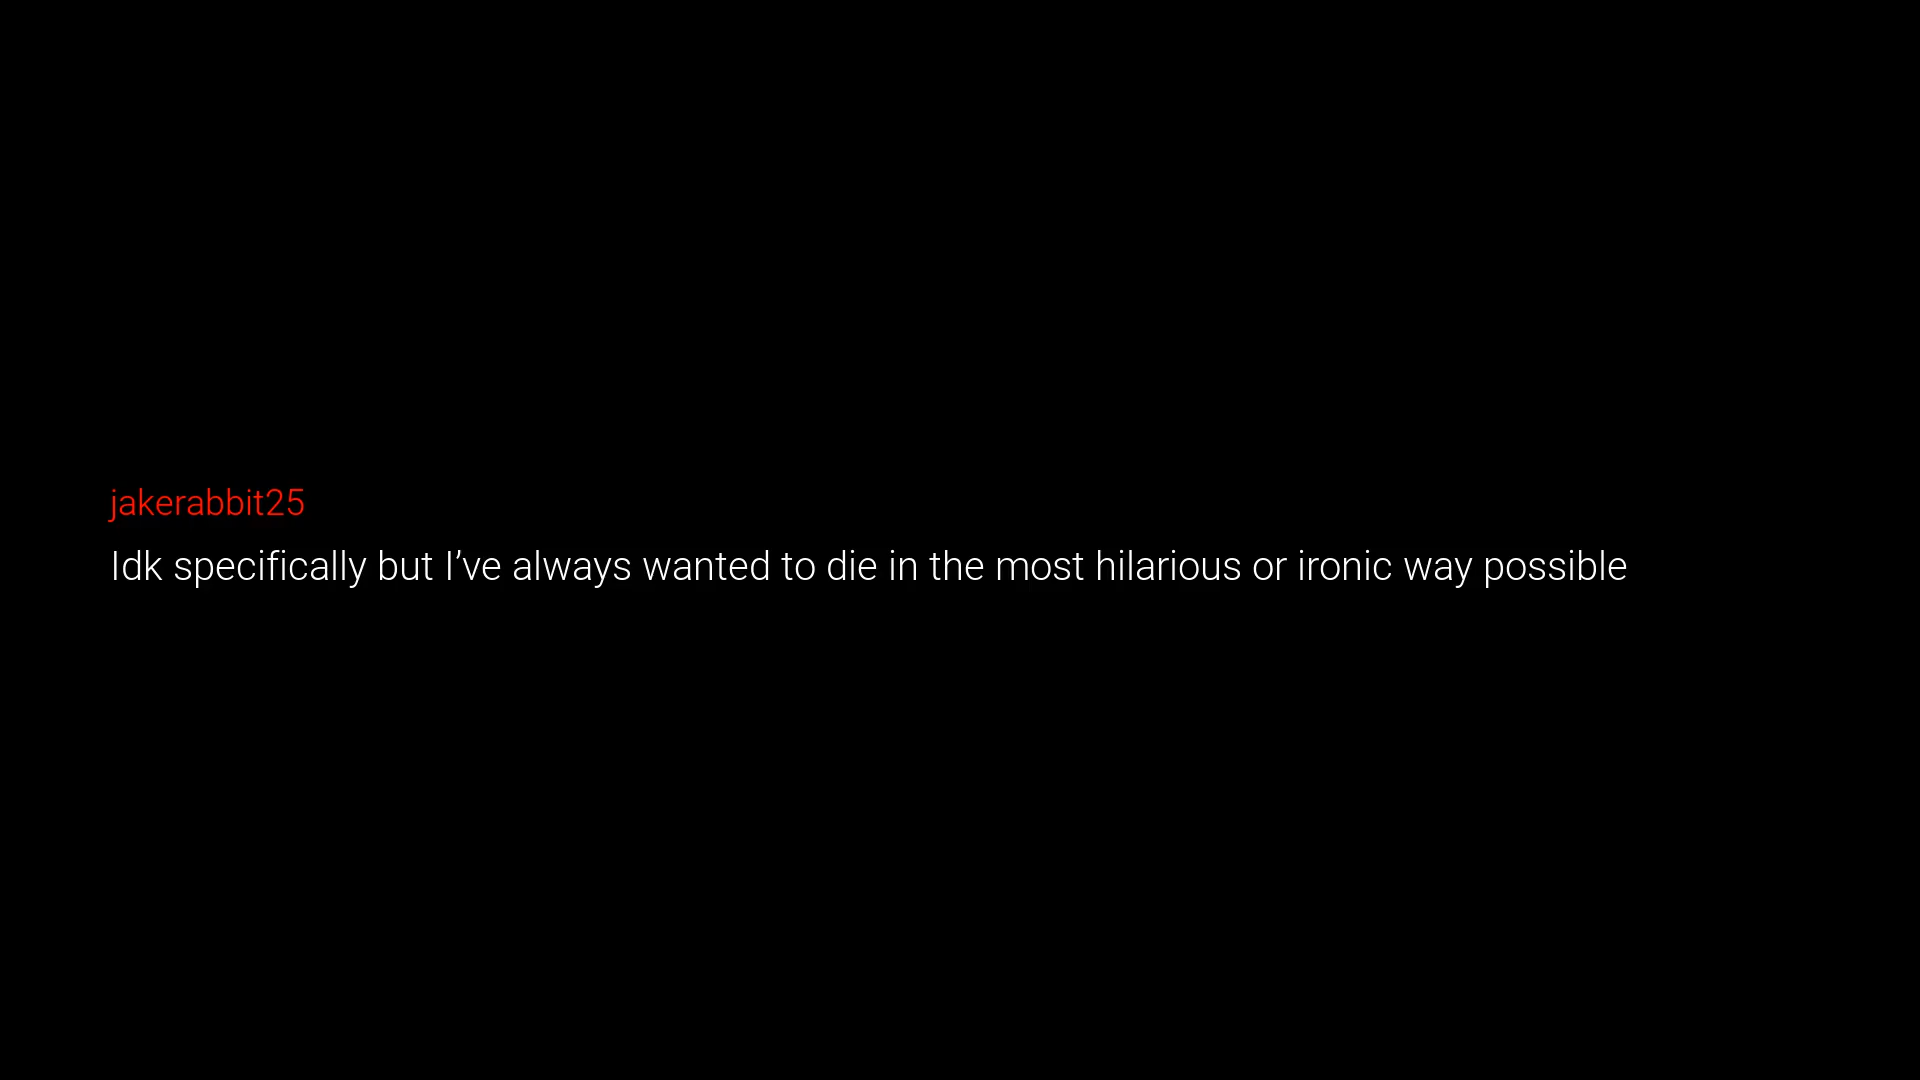 jakerabbit25
Idk specifically but I’ve always wanted to die in the most hilarious or ironic way possible